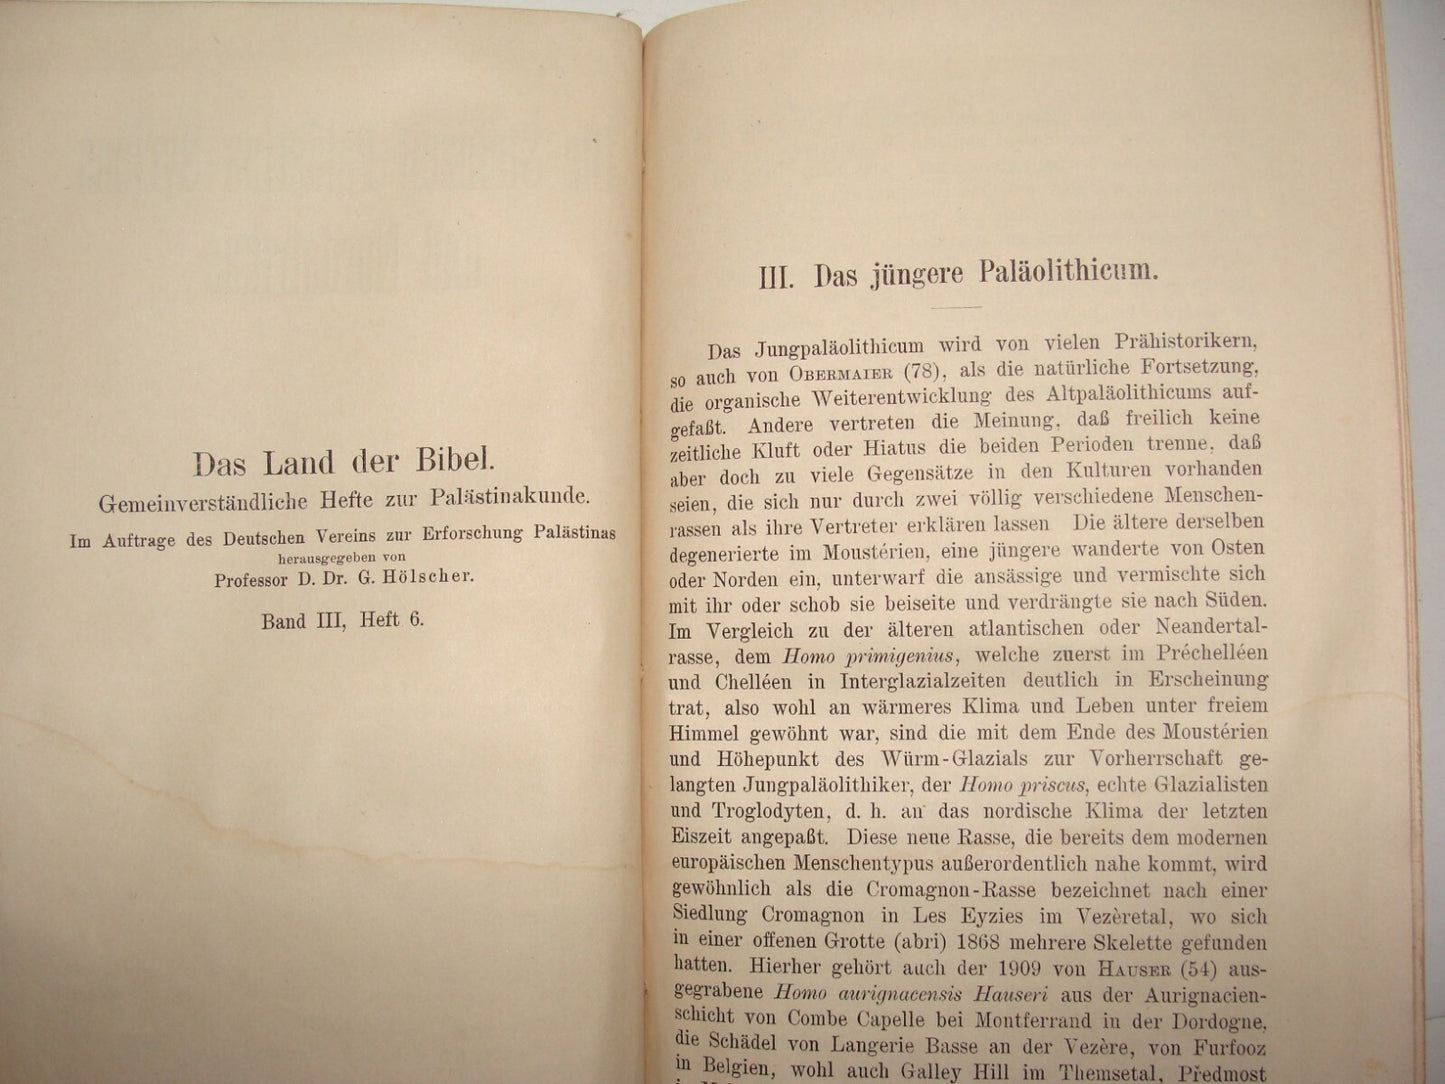 Das Land der Bibel.
Gemeinverständliche Hefte zur Palästinakunde.
Im Auftrage des Deutschen Vereins zur Erforschung Palästinas
herausgegeben von
Professor D. Dr. G. Hölscher.
Band III, Heft 6.
III. Das jüngere Paläolithicum.
Das Jungpaläolithicum wird von vielen Prähistorikern,
so auch von OBERMAIER (78), als die natürliche Fortsetzung,
die organische Weiterentwicklung des Altpaläolithicums auf-
gefaßt. Andere vertreten die Meinung, daß freilich keine
zeitliche Kluft oder Hiatus die beiden Perioden trenne, daß
aber doch zu viele Gegensätze in den Kulturen vorhanden
seien, die sich nur durch zwei völlig verschiedene Menschen-
rassen als ihre Vertreter erklären lassen Die ältere derselben
degenerierte im Moustérien, eine jüngere wanderte von Osten
oder Norden ein, unterwarf die ansässige und vermischte sich
mit ihr oder schob sie beiseite und verdrängte sie nach Süden.
Im Vergleich zu der älteren atlantischen oder Neandertal-
rasse, dem Homo primigenius, welche zuerst im Préchelléen
und Chelléen in Interglazialzeiten deutlich in Erscheinung
trat, also wohl an wärmeres Klima und Leben unter freiem
Himmel gewöhnt war, sind die mit dem Ende des Moustérien
und Höhepunkt des Würm-Glazials zur Vorherrschaft ge-
langten Jungpaläolithiker, der Homo priscus, echte Glazialisten
und Troglodyten, d. h. an das nordische Klima der letzten
Eiszeit angepaßt. Diese neue Rasse, die bereits dem modernen
europäischen Menschentypus außerordentlich nahe kommt, wird
gewöhnlich als die Cromagnon-Rasse bezeichnet nach einer
Siedlung Cromagnon in Les Eyzies im Vezèretal, wo sich
in einer offenen Grotte (abri) 1868 mehrere Skelette gefunden
hatten. Hierher gehört auch der 1909 von HAUSER (54) aus-
gegrabene Homo aurignacensis Hauseri aus der Aurignacien-
schicht von Combe Capelle bei Montferrand in der Dordogne,
die Schädel von Langerie Basse an der Vezère, von Furfooz
in Belgien, wohl auch Galley Hill im Themsetal, Předmost